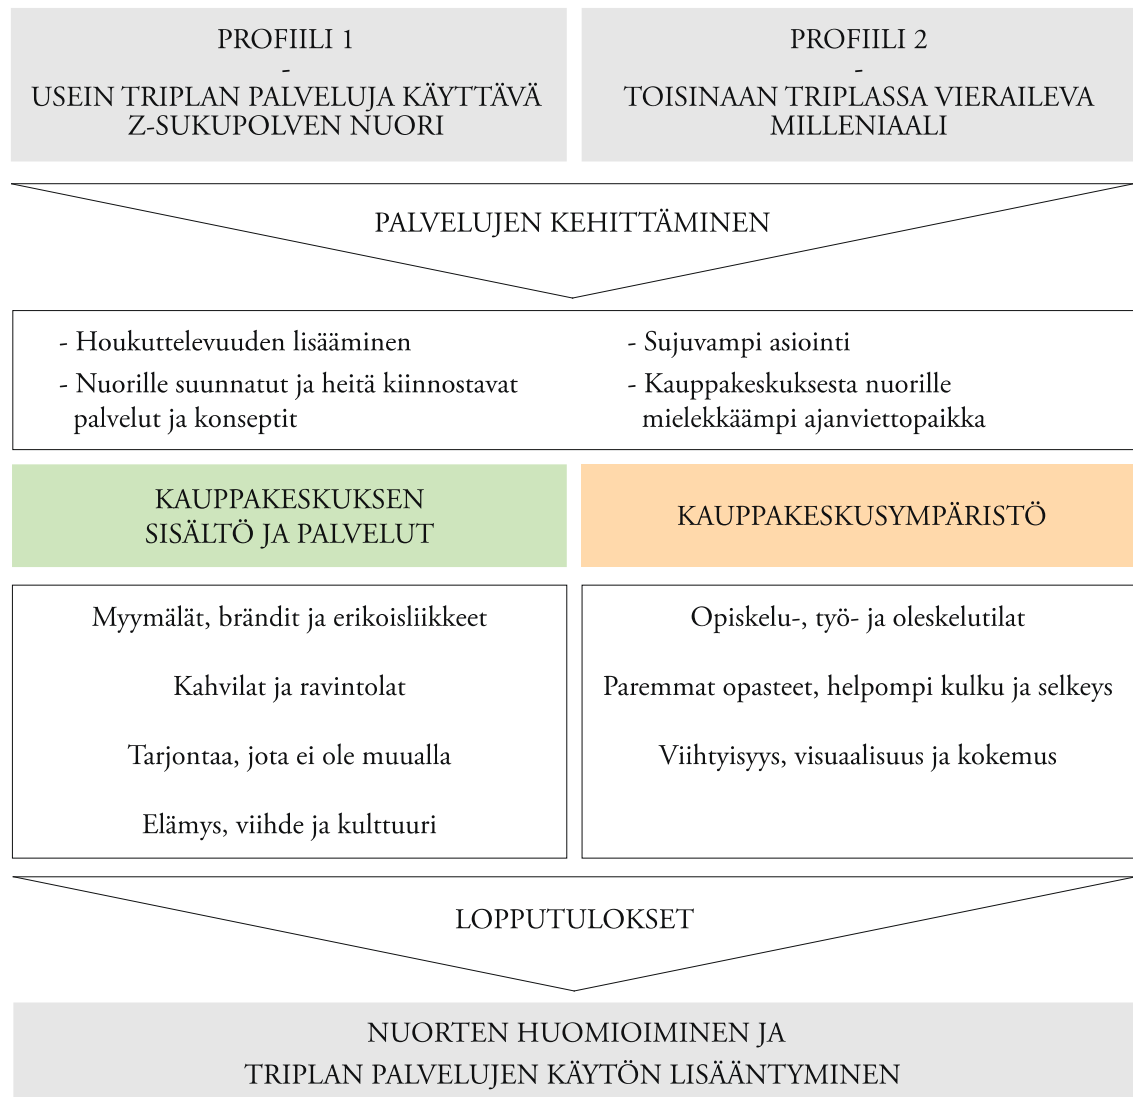 PROFIILI 1
-
USEIN TRIPLAN PALVELUJA KÄYTTÄVÄ
Z-SUKUPOLVEN NUORI
PROFIILI 2
-
TOISINAAN TRIPLASSA VIERAILEVA
MILLENIAALI
PALVELUJEN KEHITTÄMINEN
- Houkuttelevuuden lisääminen
- Nuorille suunnatut ja heitä kiinnostavat
palvelut ja konseptit
- Sujuvampi asiointi
- Kauppakeskuksesta nuorille
mielekkäämpi ajanviettopaikka
KAUPPAKESKUKSEN
SISÄLTÖ JA PALVELUT
KAUPPAKESKUSYMPÄRISTÖ
Myymälät, brändit ja erikoisliikkeet
Kahvilat ja ravintolat
Tarjontaa, jota ei ole muualla
Elämys, viihde ja kulttuuri
Opiskelu-, työ- ja oleskelutilat
Paremmat opasteet, helpompi kulku ja selkeys
Viihtyisyys, visuaalisuus ja kokemus
LOPPUTULOKSET
NUORTEN HUOMIOIMINEN JA
TRIPLAN PALVELUJEN KÄYTÖN LISÄÄNTYMINEN